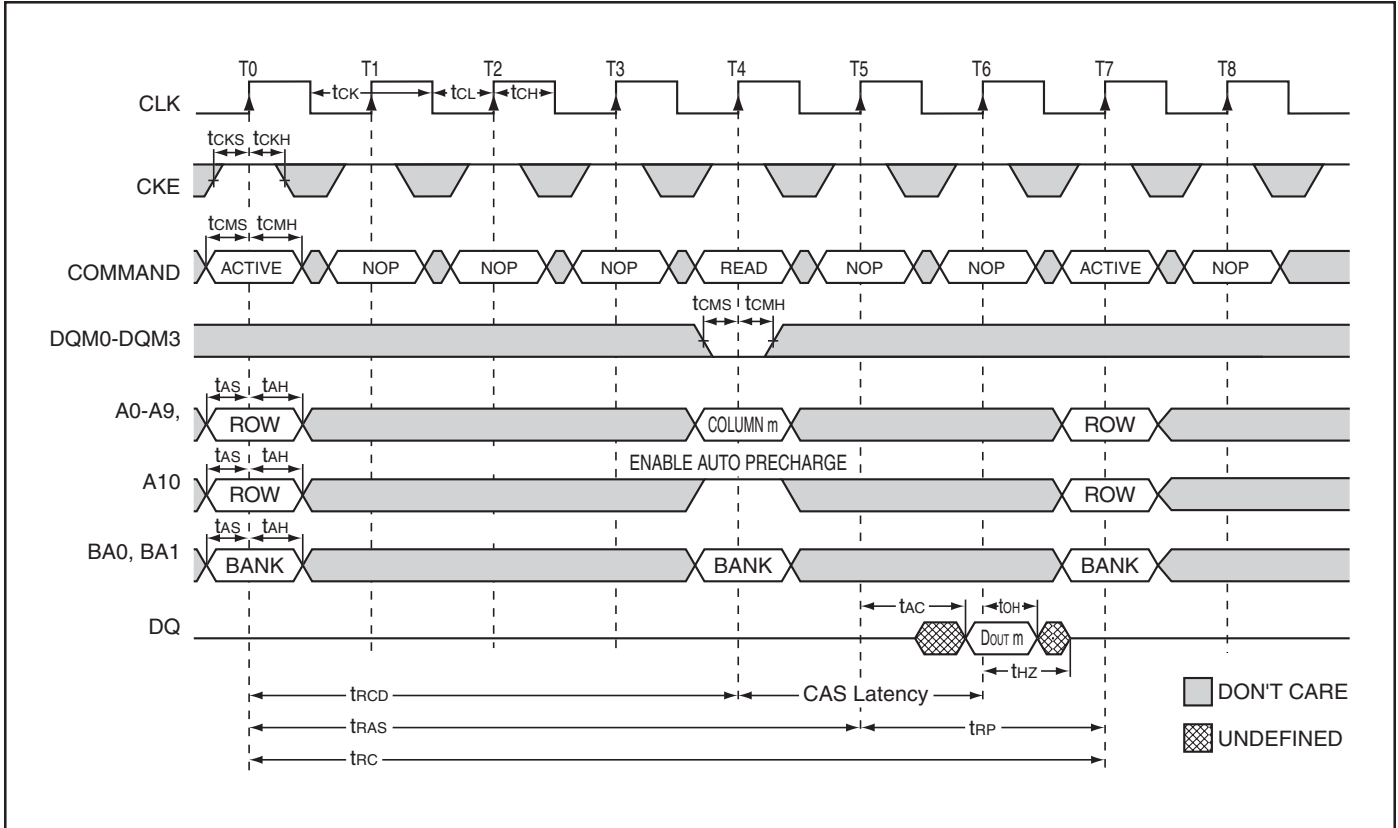 T0 T1 T2 T3 T4 T5 T6 T7 T8
CLK
tCK tCL tCH
tCKS tCKH
CKE
tCMS tCMH
COMMAND ACTIVE NOP NOP NOP READ NOP NOP ACTIVE NOP
tCMS tCMH
DQM0-DQM3
tAS tAH
A0-A9, ROW COLUMN m ROW
tAS tAH ENABLE AUTO PRECHARGE
A10 ROW ROW
tAS tAH
BA0, BA1 BANK BANK BANK
tAC tOH
DQ DOUT m
tHZ
tRCD CAS Latency
DON'T CARE
tRAS tRP
UNDEFINED
tRC